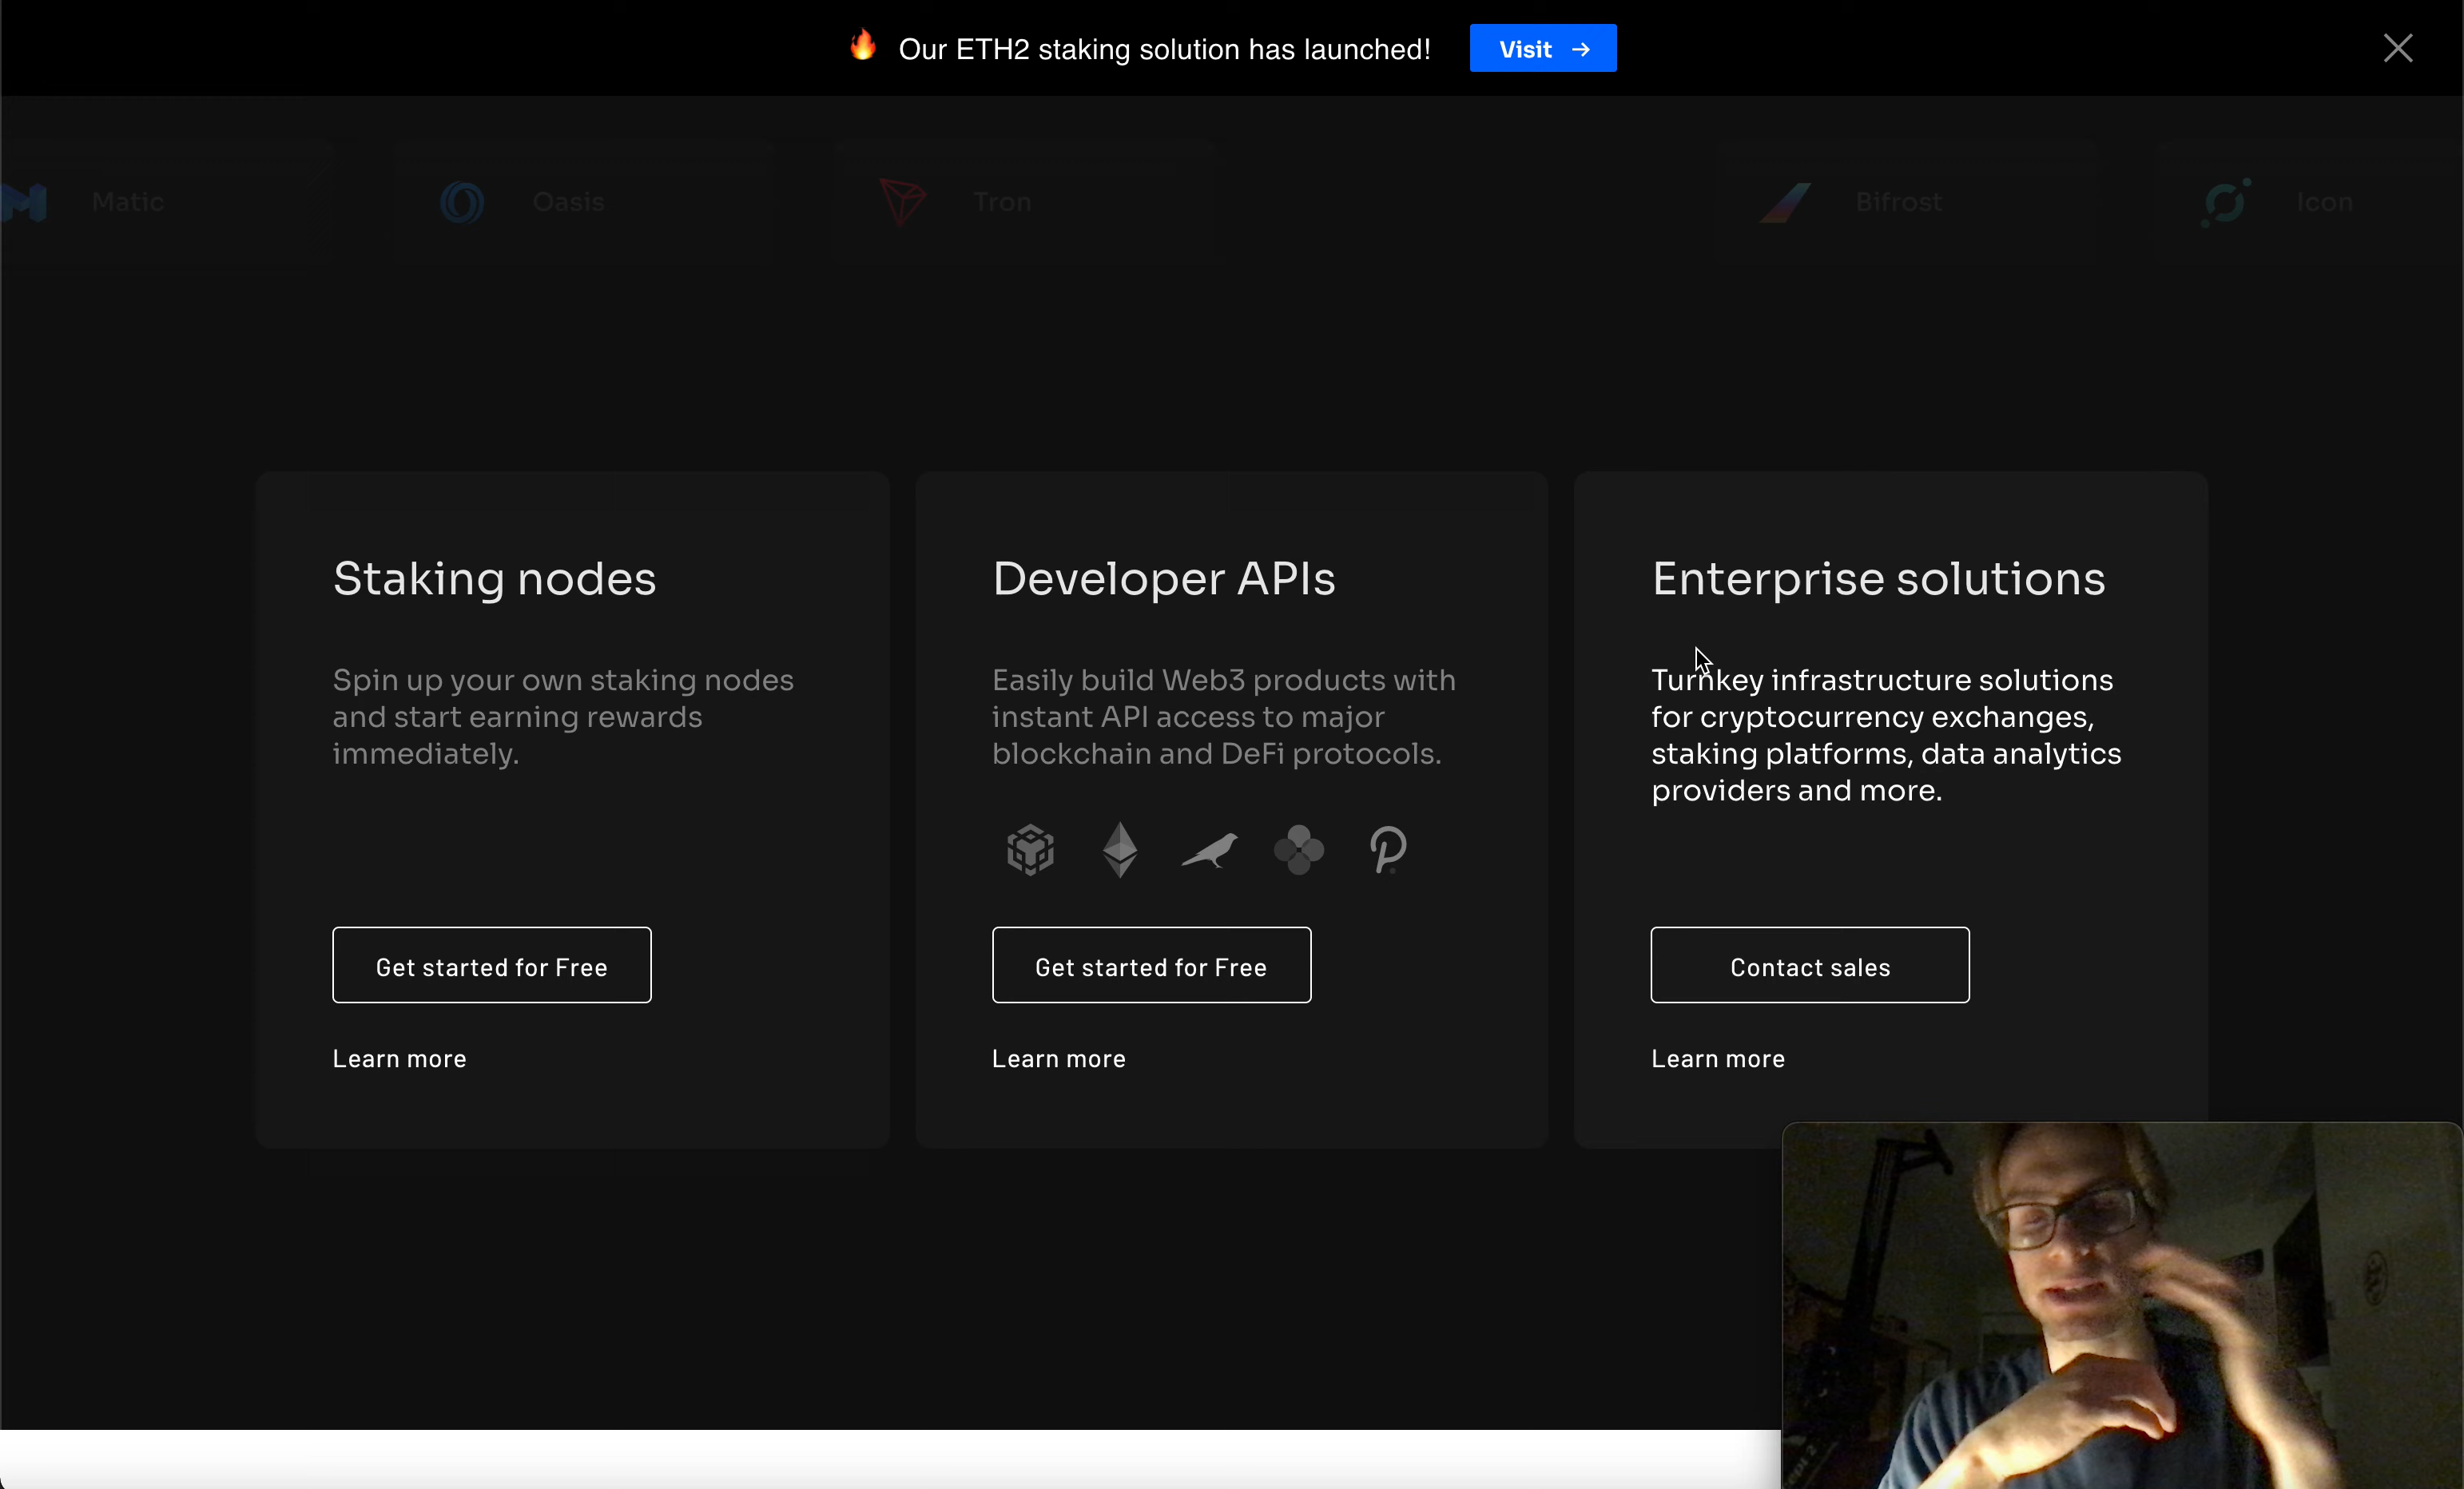 Our ETH2 staking solution has launched!
Visit →
Matic
Oasis
Tron
Bifrost
Icon
Staking nodes
Spin up your own staking nodes
and start earning rewards
immediately.
Get started for Free
Learn more
Developer APIs
Easily build Web3 products with
instant API access to major
blockchain and DeFi protocols.
Get started for Free
Learn more
Enterprise solutions
Turnkey infrastructure solutions
for cryptocurrency exchanges,
staking platforms, data analytics
providers and more.
Contact sales
Learn more